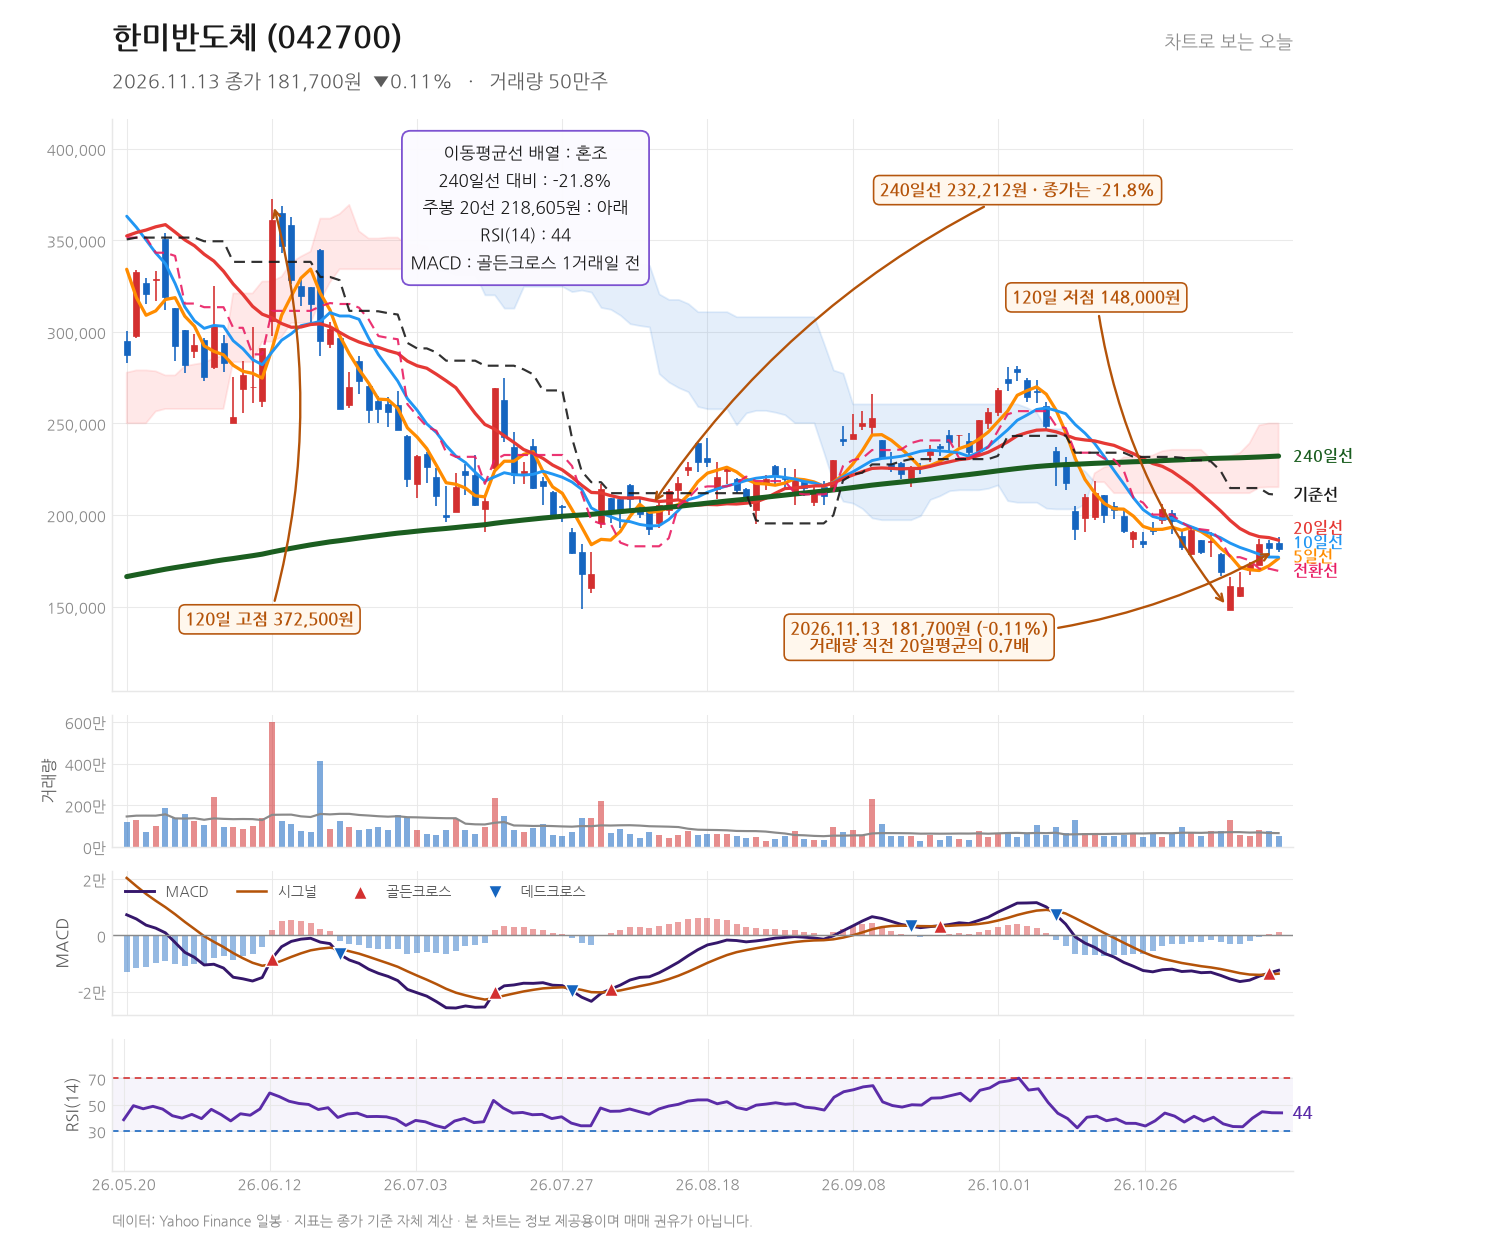 한미반도체 (042700)
차트로 보는 오늘
2026.11.13 종가 181,700원 ▼0.11% · 거래량 50만주
400,000
350,000
300,000
250,000
200,000
150,000
이동평균선 배열 : 혼조
240일선 대비 : -21.8%
주봉 20선 218,605원 : 아래
RSI(14) : 44
MACD : 골든크로스 1거래일 전
240일선 232,212원 · 종가는 -21.8%
120일 저점 148,000원
120일 고점 372,500원
2026.11.13 181,700원 (-0.11%)
거래량 직전 20일평균의 0.7배
240일선
기준선
20일선
10일선
5일선
전환선
거래량
600만
400만
200만
0만
MACD
2만
0
-2만
MACD
시그널
골든크로스
데드크로스
RSI(14)
70
50
30
44
26.05.20
26.06.12
26.07.03
26.07.27
26.08.18
26.09.08
26.10.01
26.10.26
데이터: Yahoo Finance 일봉 · 지표는 종가 기준 자체 계산 · 본 차트는 정보 제공용이며 매매 권유가 아닙니다.